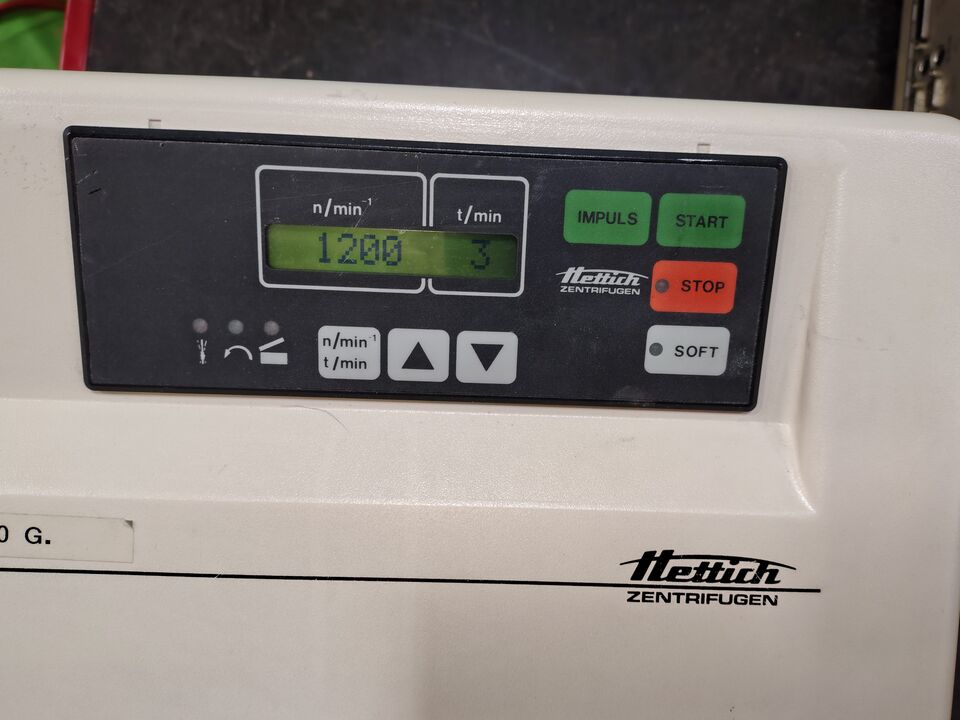 n/min⁻¹
t/min
1200
3
IMPULS
START
Hettich
ZENTRIFUGEN
STOP
n/min⁻¹
t/min
SOFT
0 G.
Hettich
ZENTRIFUGEN